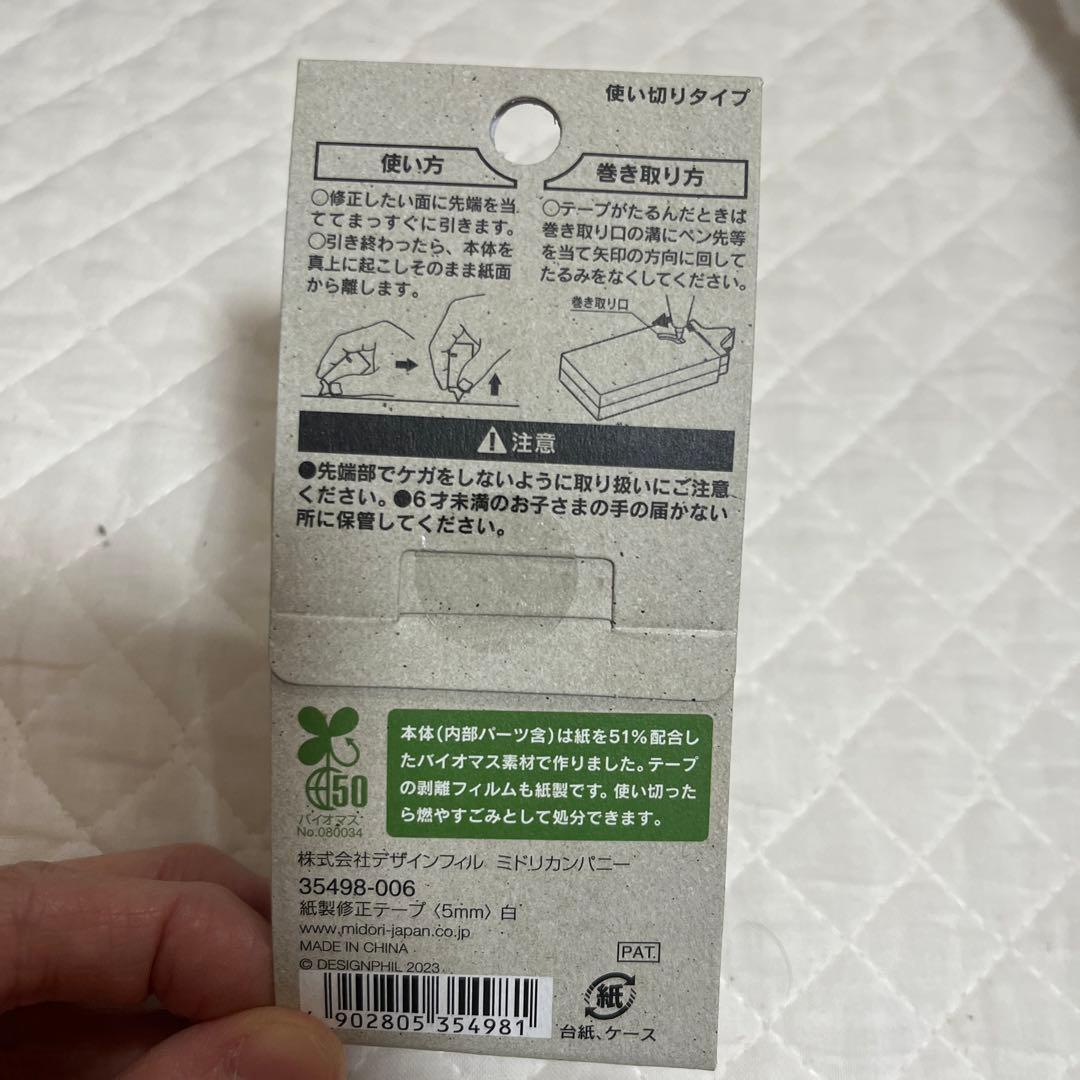 使い切りタイプ
使い方
○修正したい面に先端を当
ててまっすぐに引きます。
○引き終わったら、本体を
真上に起こしそのまま紙面
から離します。
巻き取り方
○テープがたるんだときは
巻き取り口の溝にペン先等
を当て矢印の方向に回して
たるみをなくしてください。
巻き取り口
注意
●先端部でケガをしないように取り扱いにご注意
ください。●6才未満のお子さまの手の届かない
所に保管してください。
50
バイオマス
No.080034
本体(内部パーツ含)は紙を51%配合し
たバイオマス素材で作りました。テープ
の剥離フィルムも紙製です。使い切った
ら燃やすごみとして処分できます。
株式会社デザインフィル ミドリカンパニー
35498-006
紙製修正テープ〈5mm〉白
www.midori-japan.co.jp
MADE IN CHINA
© DESIGNPHIL 2023
PAT.
4 902805 354981
紙
台紙、ケース